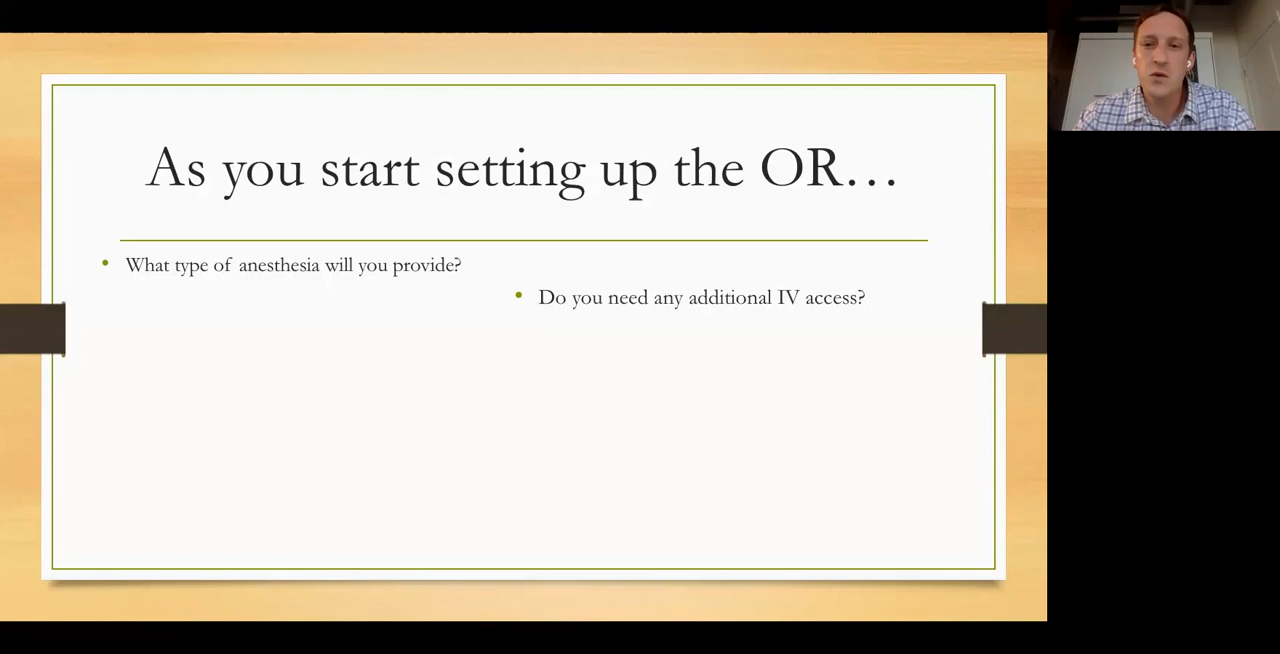 As you start setting up the OR…
What type of anesthesia will you provide?
Do you need any additional IV access?